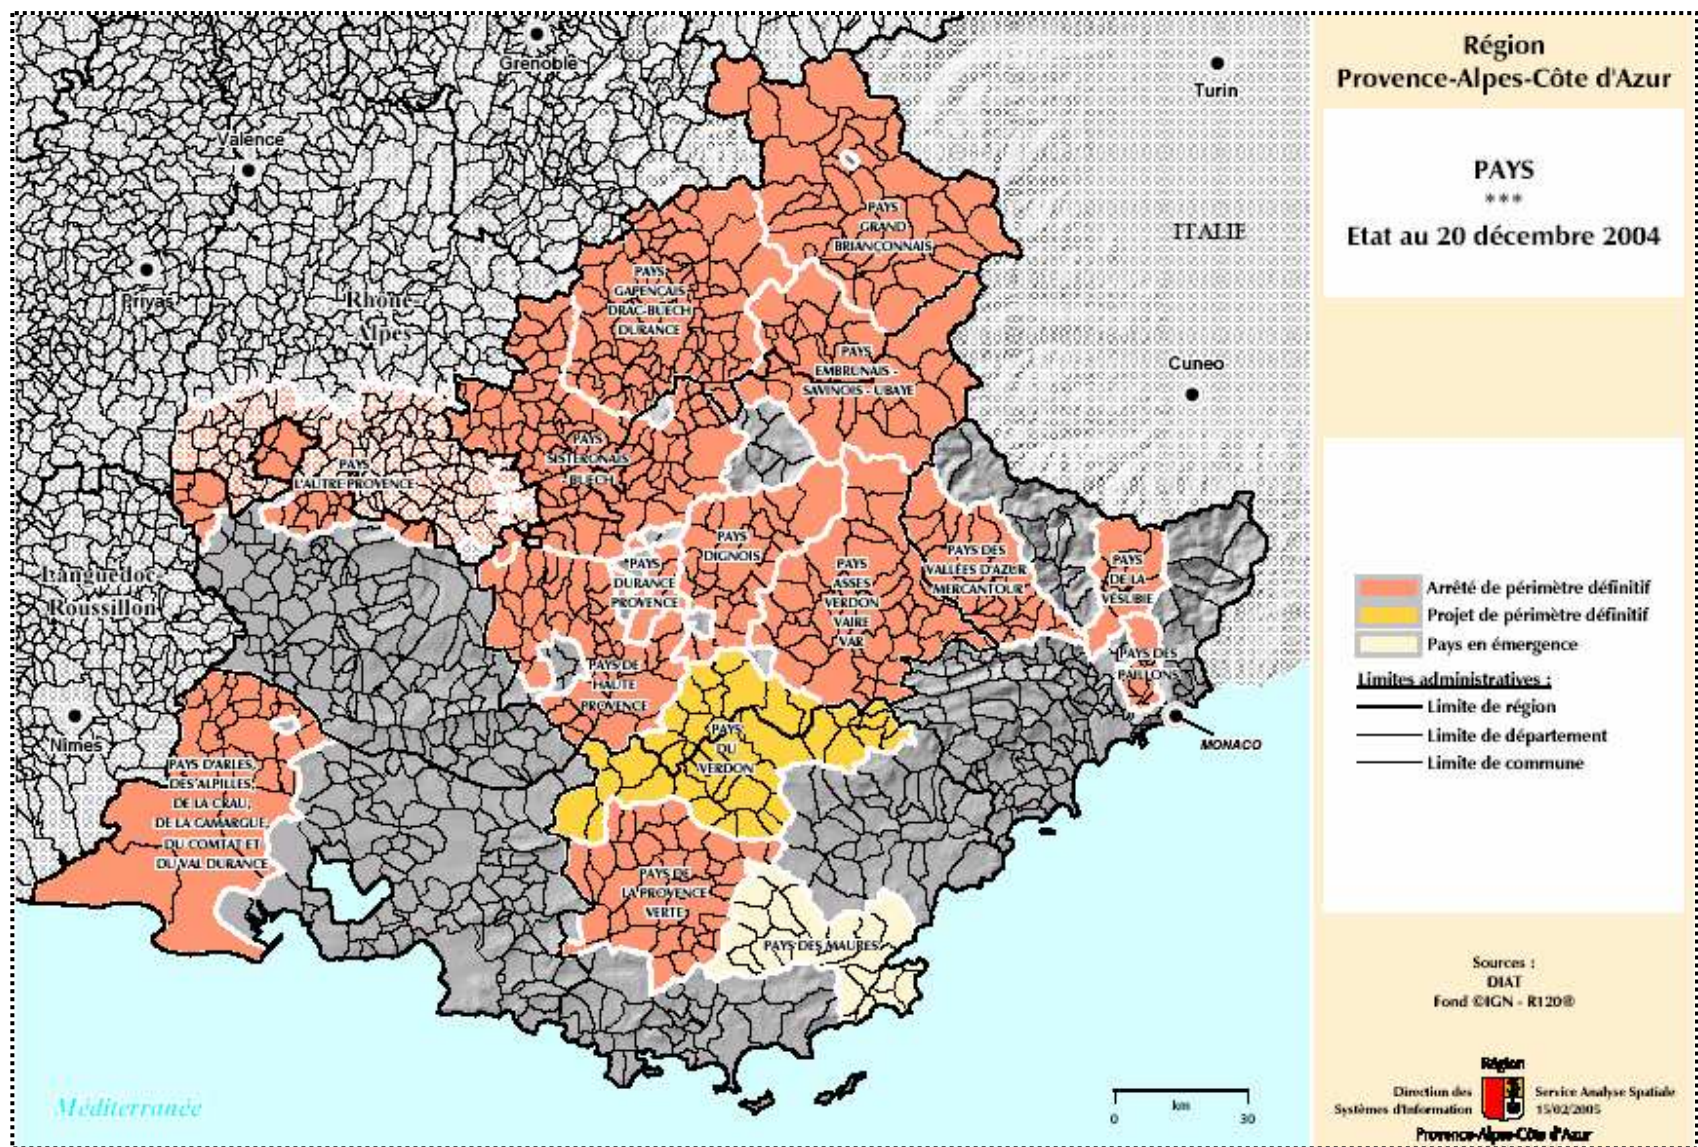 Grenoble
Turin
Valence
ITALIE
Privas
Rhône-
Alpes
Cuneo
Languedoc-
Roussillon
Nîmes
MONACO
Méditerranée
PAYS
GRAND
BRIANCONNAIS
PAYS
GAPENCAIS
DRAC-BUECH
DURANCE
PAYS
EMBRUNAIS -
SAVINOIS - UBAYE
PAYS
SISTERONAIS
- BUECH
PAYS
L'AUTRE PROVENCE
PAYS
DIGNOIS
PAYS
DURANCE
PROVENCE
PAYS
ASSES
VERDON
VAIRE
VAR
PAYS DES
VALLÉES D'AZUR
MERCANTOUR
PAYS
DE LA
VÉSUBIE
PAYS DES
PAILLONS
PAYS DE
HAUTE
PROVENCE
PAYS
DU
VERDON
PAYS D'ARLES,
DES ALPILLES,
DE LA CRAU,
DE LA CAMARGUE,
DU COMTAT ET
DU VAL DURANCE
PAYS DE
LA PROVENCE
VERTE
PAYS DES MAURES
0 km 30
Région
Provence-Alpes-Côte d'Azur
PAYS
***
Etat au 20 décembre 2004
Arrêté de périmètre définitif
Projet de périmètre définitif
Pays en émergence
Limites administratives :
Limite de région
Limite de département
Limite de commune
Sources :
DIAT
Fond ©IGN - R120®
Région
Direction des
Systèmes d'Information
Service Analyse Spatiale
15/02/2005
Provence-Alpes-Côte d'Azur